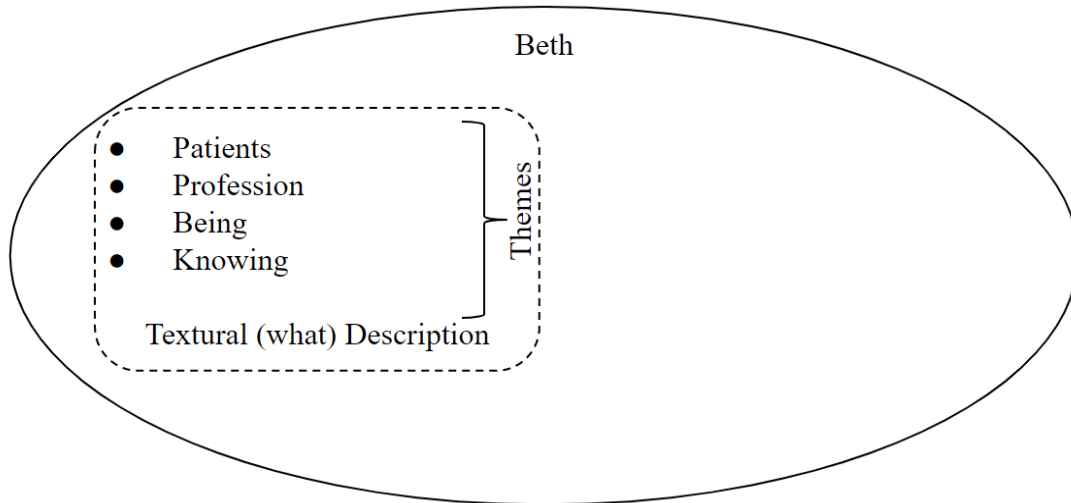 Beth
● Patients
● Profession
● Being
● Knowing
Themes
Textural (what) Description